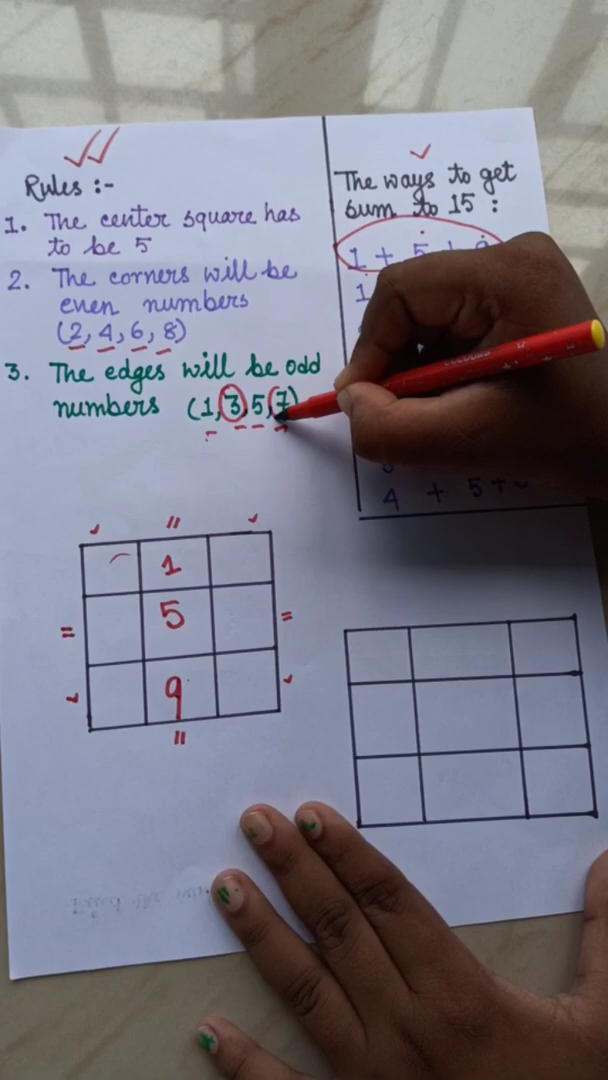 Rules :-
1. The center square has
to be 5
2. The corners will be
even numbers
(2, 4, 6, 8)
3. The edges will be odd
numbers (1, 3, 5, 7)
The ways to get
sum to 15 :
1 + 5 + 9
1
4 + 5 +
1
5
9